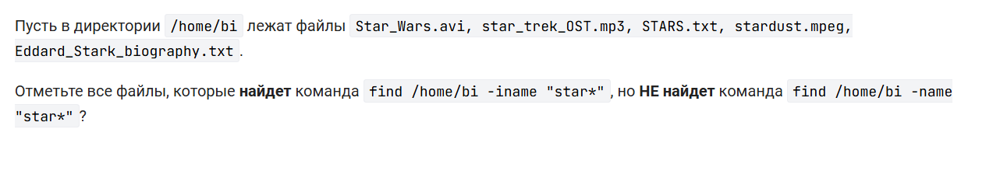 Пусть в директории /home/bi лежат файлы Star_Wars.avi, star_trek_OST.mp3, STARS.txt, stardust.mpeg,
Eddard_Stark_biography.txt .
Отметьте все файлы, которые найдет команда find /home/bi -iname "star*" , но НЕ найдет команда find /home/bi -name
"star*" ?